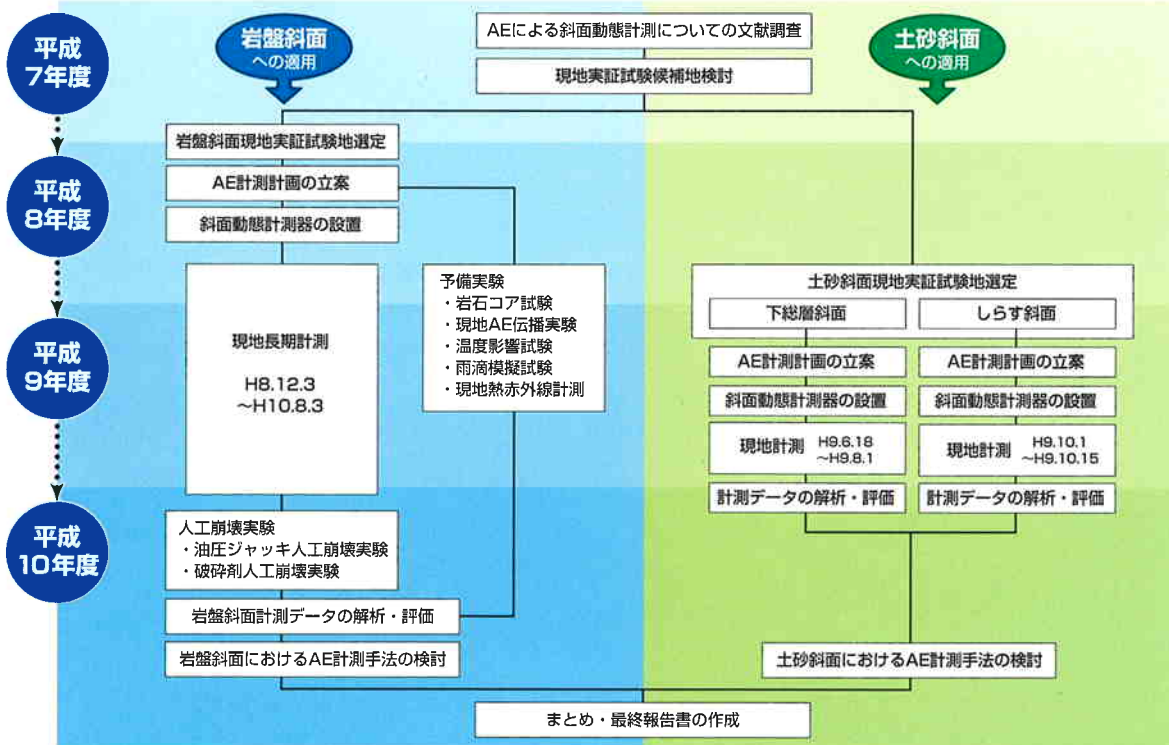 平成
7年度
平成
8年度
平成
9年度
平成
10年度
岩盤斜面
への適用
AEによる斜面動態計測についての文献調査
現地実証試験候補地検討
土砂斜面
への適用
岩盤斜面現地実証試験地選定
AE計測計画の立案
斜面動態計測器の設置
現地長期計測
H8.12.3
～H10.8.3
予備実験
・岩石コア試験
・現地AE伝播実験
・温度影響試験
・雨滴模擬試験
・現地熱赤外線計測
人工崩壊実験
・油圧ジャッキ人工崩壊実験
・破砕剤人工崩壊実験
岩盤斜面計測データの解析・評価
岩盤斜面におけるAE計測手法の検討
土砂斜面現地実証試験地選定
下総層斜面
AE計測計画の立案
斜面動態計測器の設置
現地計測 H9.6.18
～H9.8.1
計測データの解析・評価
しらす斜面
AE計測計画の立案
斜面動態計測器の設置
現地計測 H9.10.1
～H9.10.15
計測データの解析・評価
土砂斜面におけるAE計測手法の検討
まとめ・最終報告書の作成